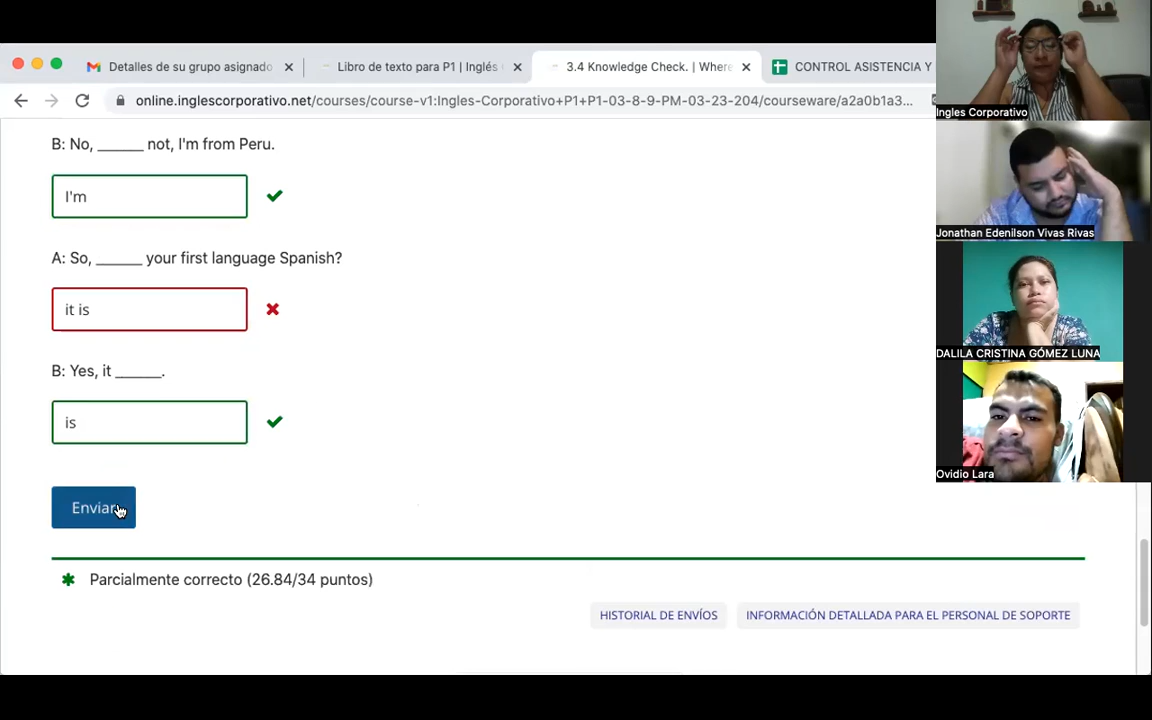 Detalles de su grupo asignado
Libro de texto para P1 | Inglés
3.4 Knowledge Check. | Where
CONTROL ASISTENCIA Y
online.inglescorporativo.net/courses/course-v1:Ingles-Corporativo+P1+P1-03-8-9-PM-03-23-204/courseware/a2a0b1a3...
B: No, ______ not, I'm from Peru.
I'm
A: So, ______ your first language Spanish?
it is
B: Yes, it ______.
is
Enviar
Parcialmente correcto (26.84/34 puntos)
HISTORIAL DE ENVÍOS
INFORMACIÓN DETALLADA PARA EL PERSONAL DE SOPORTE
Ingles Corporativo
Jonathan Edenilson Vivas Rivas
DALILA CRISTINA GÓMEZ LUNA
Ovidio Lara